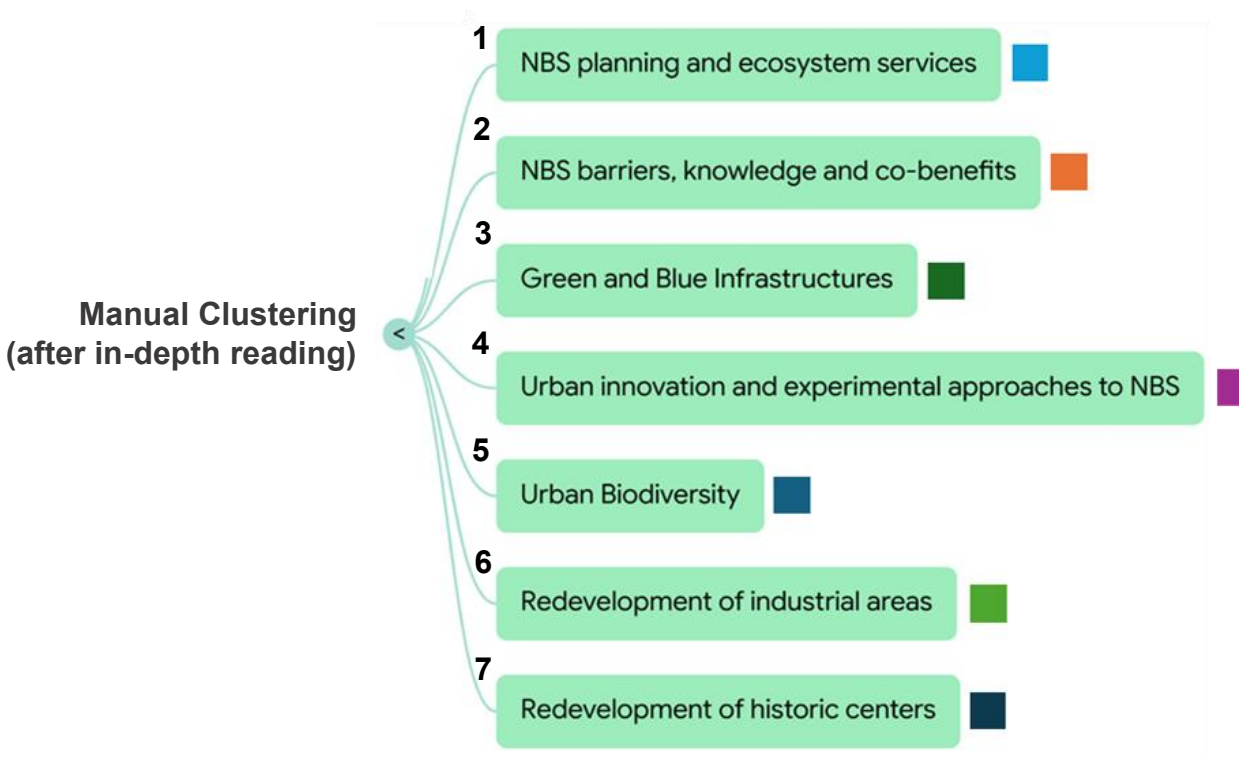 1
NBS planning and ecosystem services
2
NBS barriers, knowledge and co-benefits
3
Green and Blue Infrastructures
Manual Clustering
(after in-depth reading)
<
4
Urban innovation and experimental approaches to NBS
5
Urban Biodiversity
6
Redevelopment of industrial areas
7
Redevelopment of historic centers